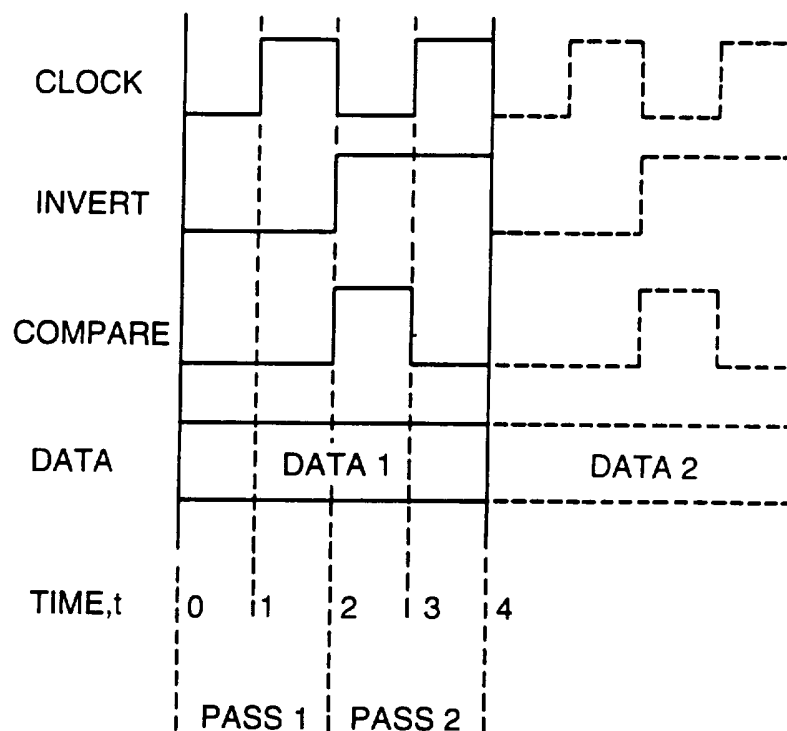 CLOCK
INVERT
COMPARE
DATA DATA 1 DATA 2
TIME,t 0 1 2 3 4
PASS 1 PASS 2